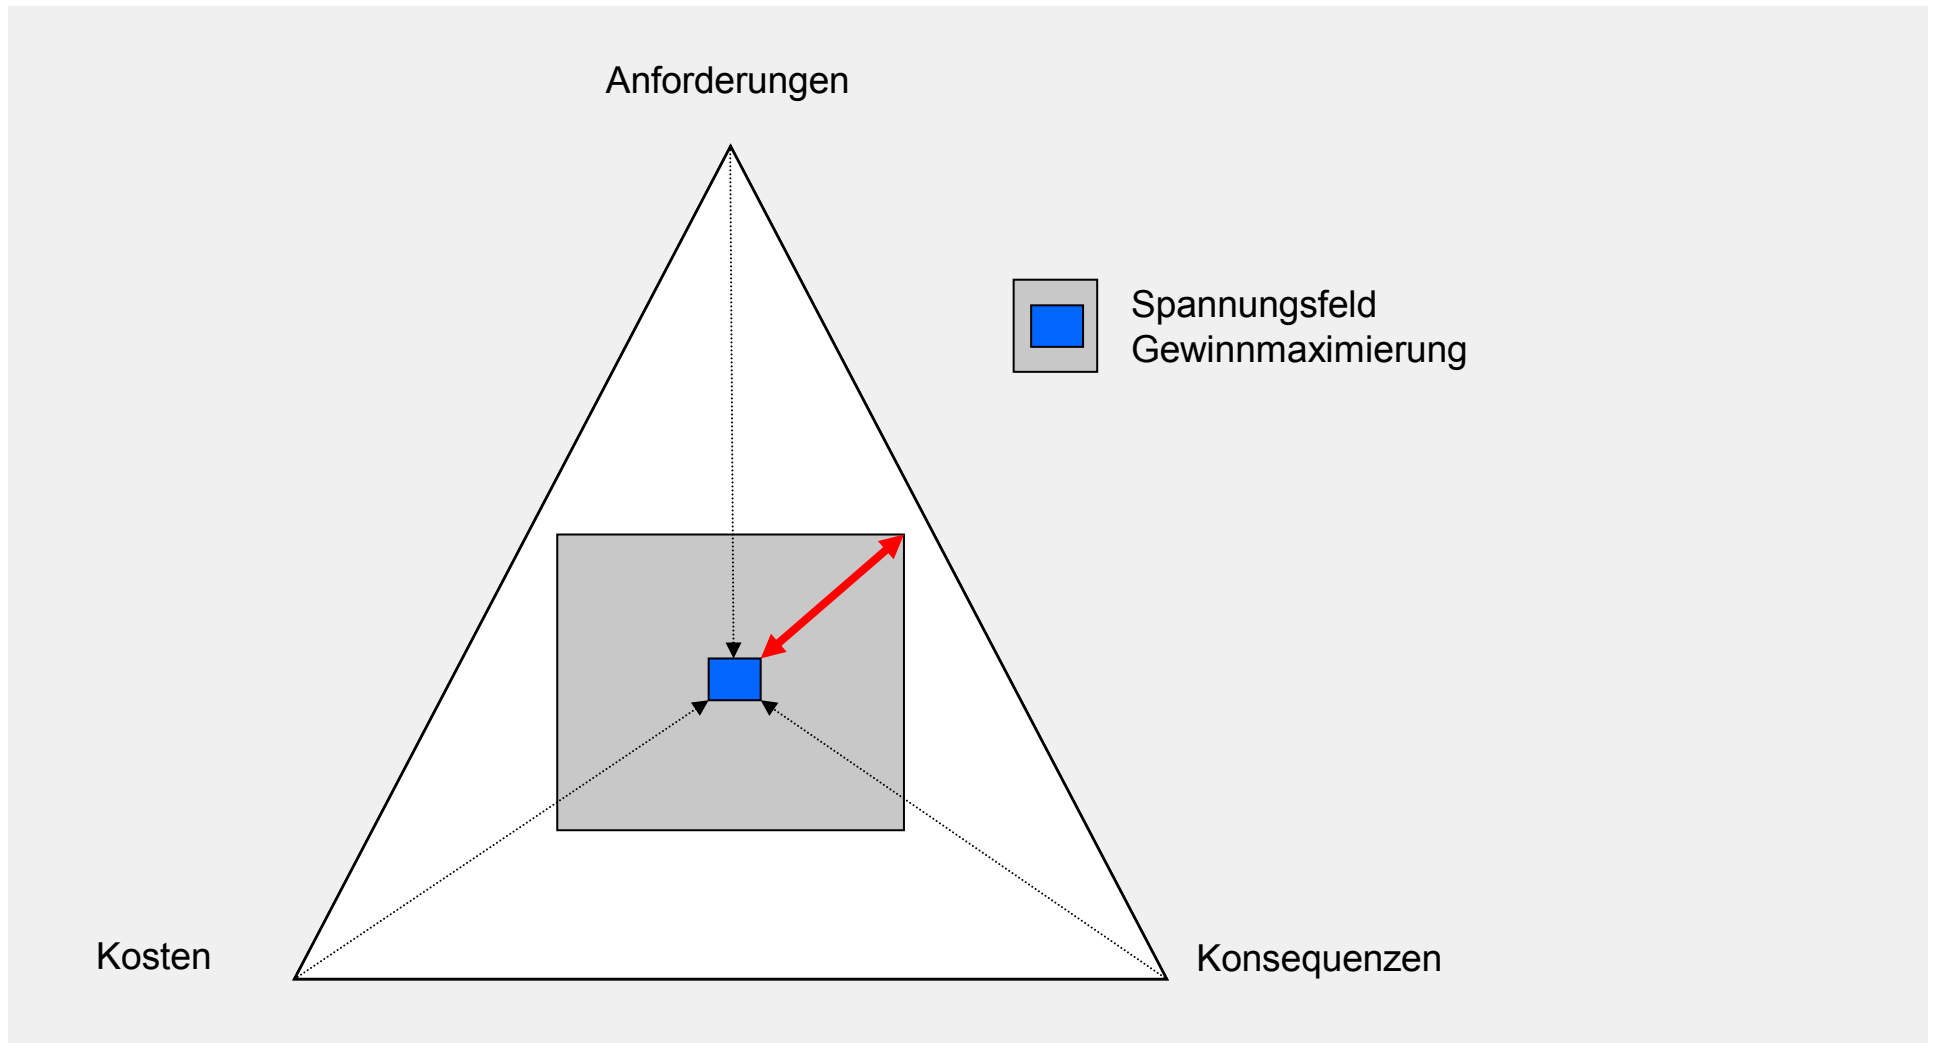 Anforderungen
Spannungsfeld
Gewinnmaximierung
Kosten
Konsequenzen